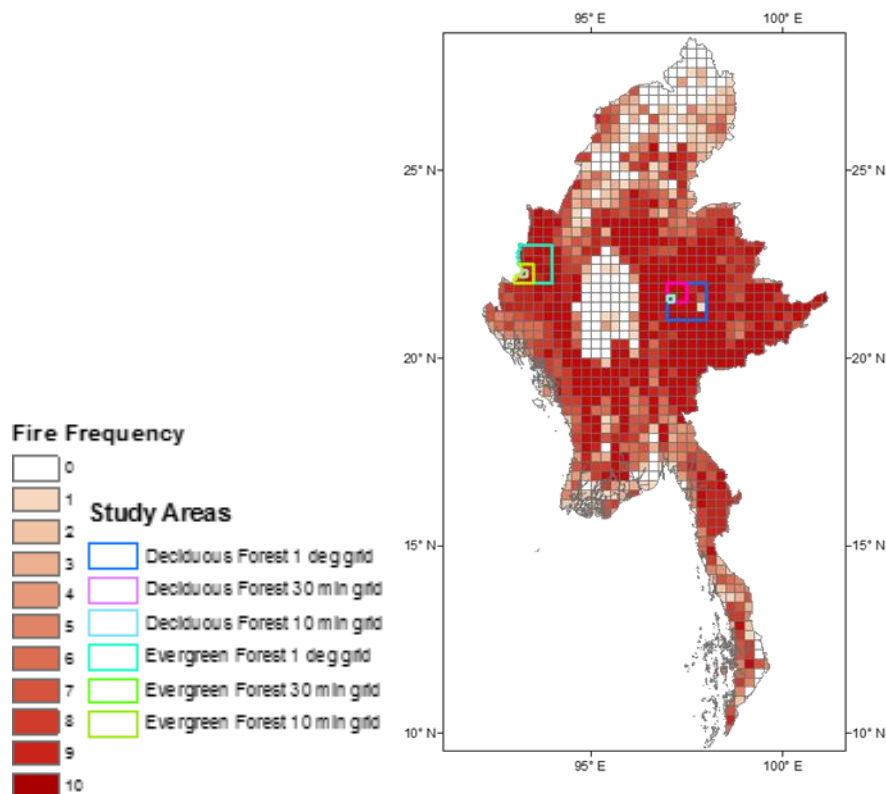 95° E 100° E
25° N 25° N
20° N 20° N
15° N 15° N
10° N 10° N
95° E 100° E
Fire Frequency
0
1
2
3
4
5
6
7
8
9
10
Study Areas
Deciduous Forest 1 deg grid
Deciduous Forest 30 min grid
Deciduous Forest 10 min grid
Evergreen Forest 1 deg grid
Evergreen Forest 30 min grid
Evergreen Forest 10 min grid